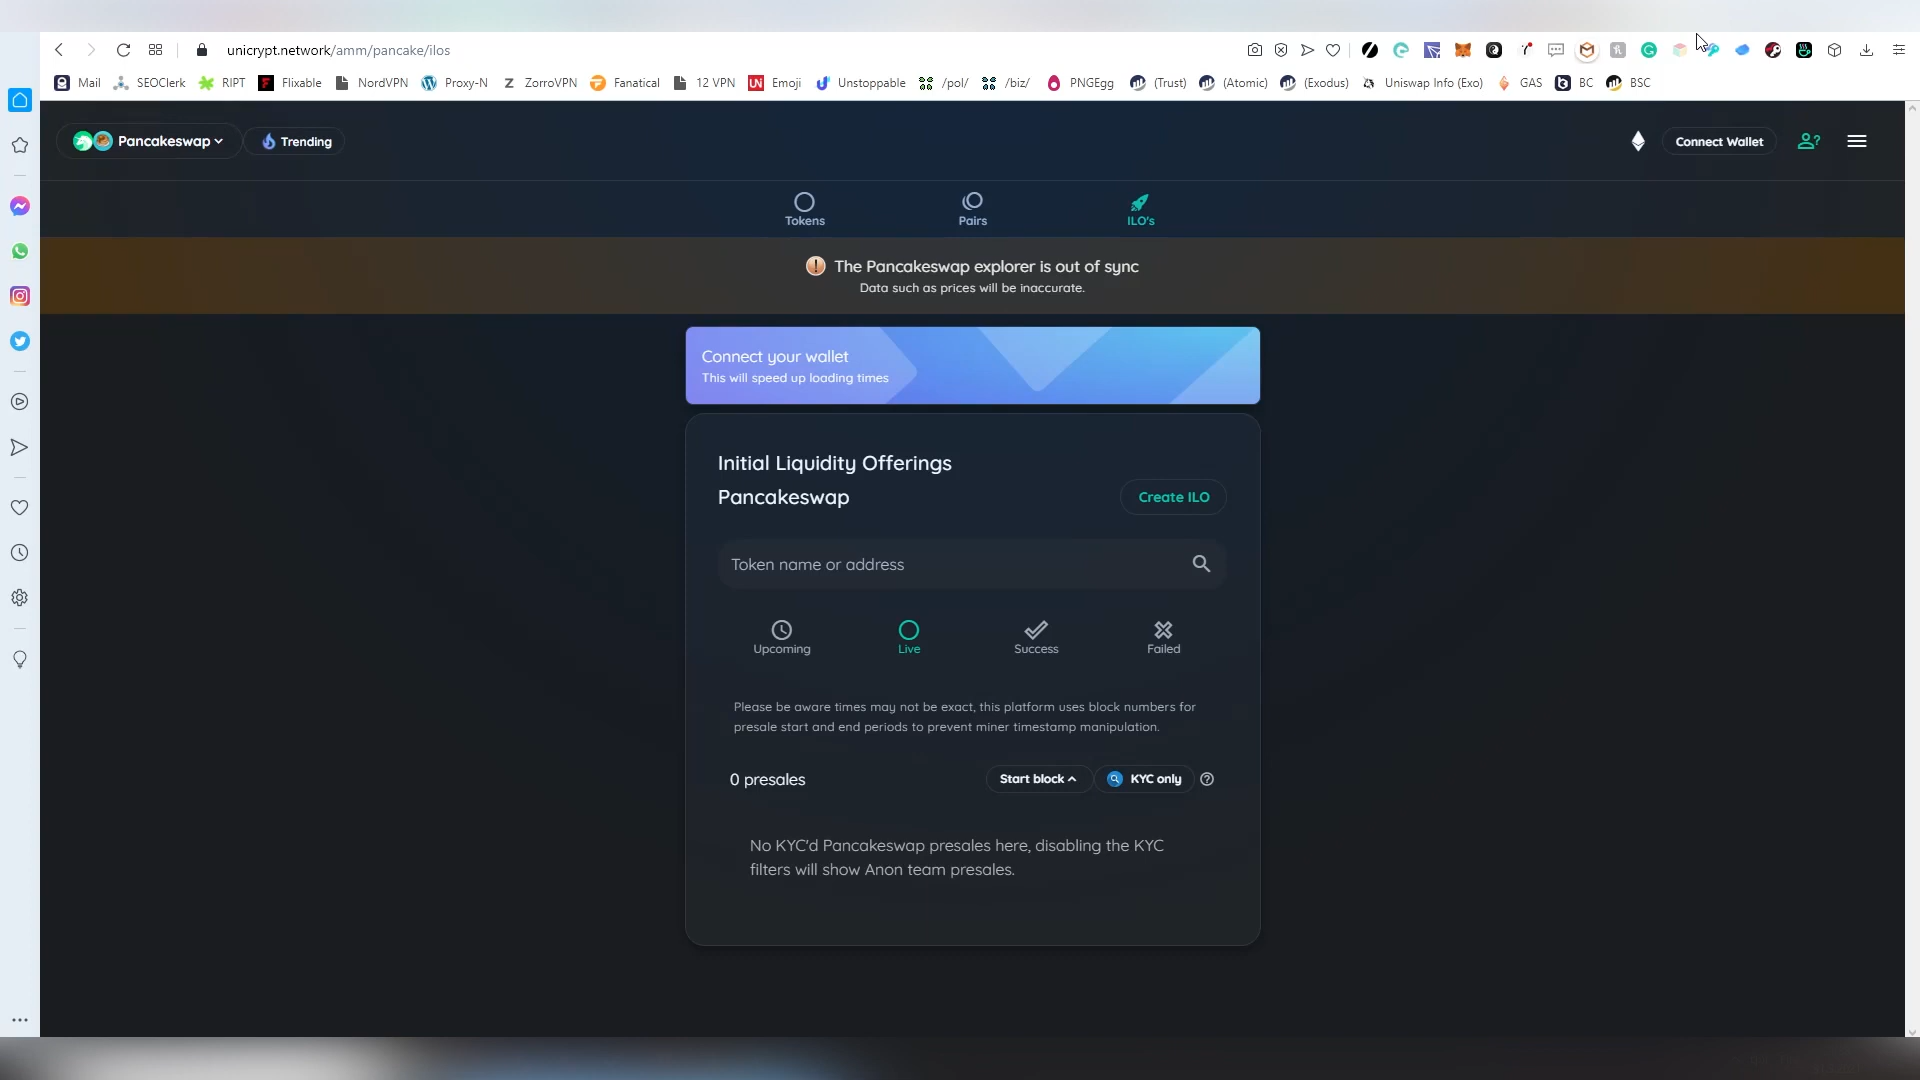 unicrypt.network/amm/pancake/ilos
Mail SEOClerk RIPT Flixable NordVPN Proxy-N ZorroVPN Fanatical 12 VPN UN Emoji Unstoppable /pol/ /biz/ PNGEgg (Trust) (Atomic) (Exodus) Uniswap Info (Exo) GAS BC BSC
Pancakeswap Trending Connect Wallet
Tokens Pairs ILO's
The Pancakeswap explorer is out of sync
Data such as prices will be inaccurate.
Connect your wallet
This will speed up loading times
Initial Liquidity Offerings
Pancakeswap Create ILO
Token name or address
Upcoming Live Success Failed
Please be aware times may not be exact, this platform uses block numbers for
presale start and end periods to prevent miner timestamp manipulation.
0 presales Start block KYC only
No KYC'd Pancakeswap presales here, disabling the KYC
filters will show Anon team presales.